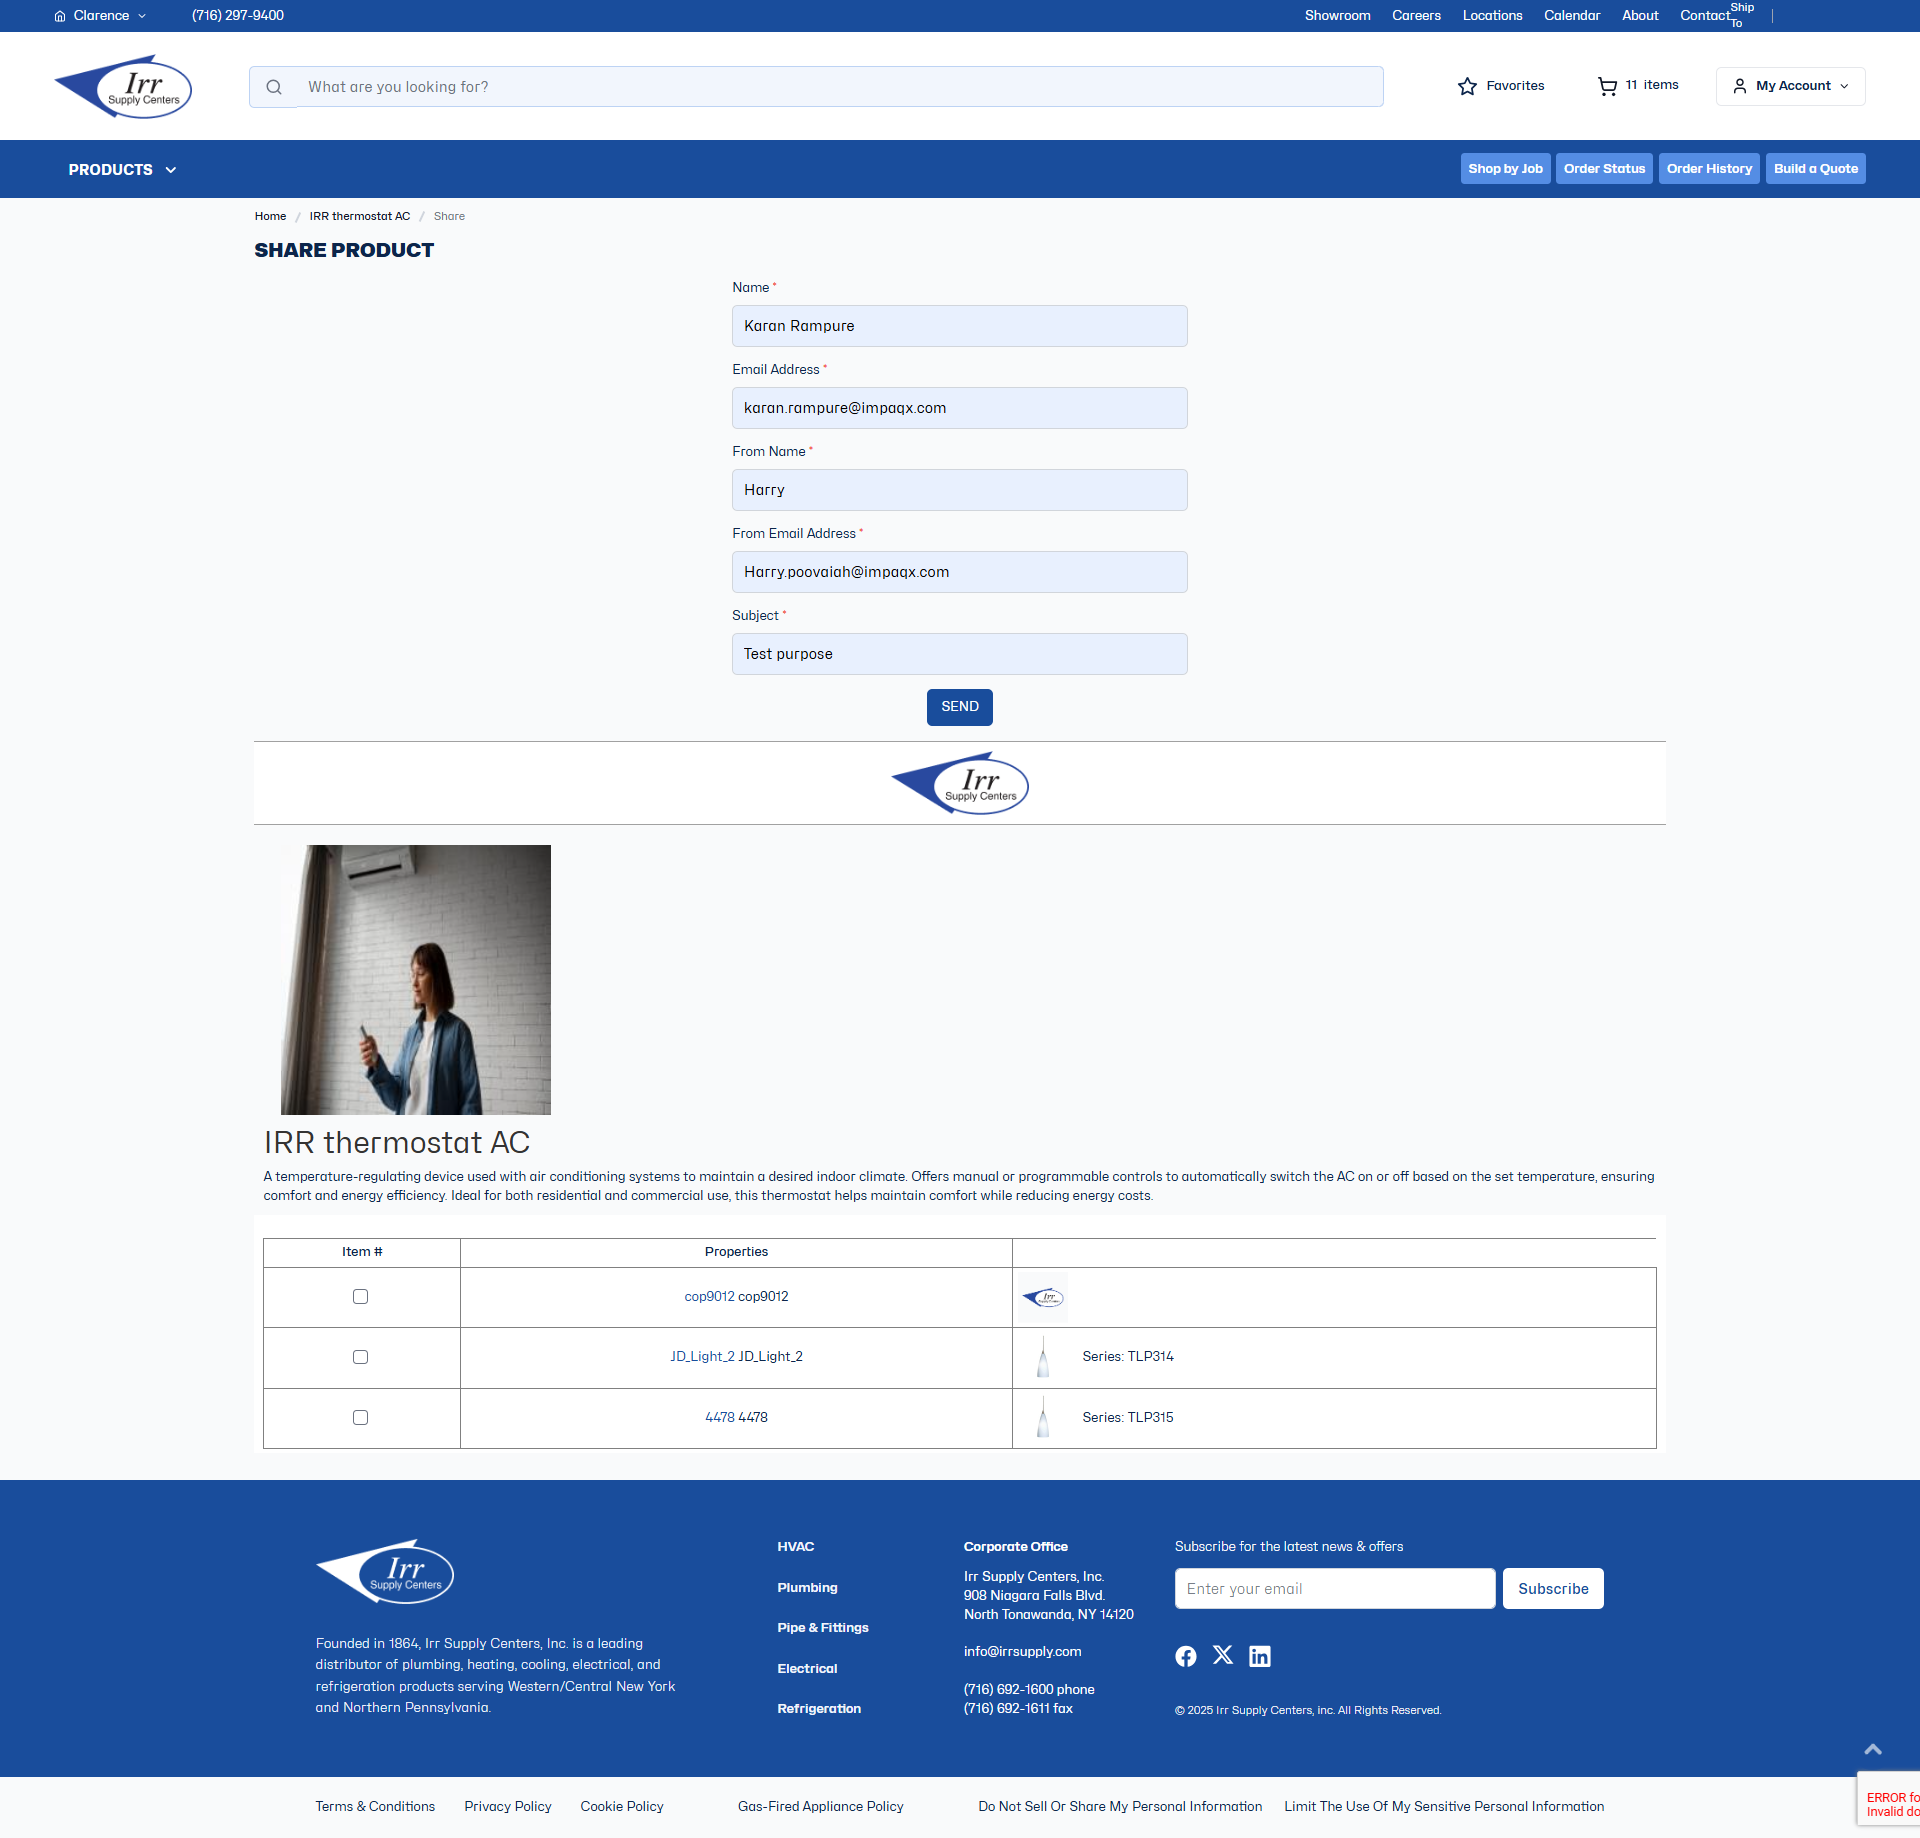 Clarence
(716) 297-9400
Showroom Careers Locations Calendar About Contact Ship To
Irr
Supply Centers
What are you looking for?
Favorites
11 items
My Account
PRODUCTS
Shop by Job Order Status Order History Build a Quote
Home / IRR thermostat AC / Share
SHARE PRODUCT
Name *
Karan Rampure
Email Address *
karan.rampure@impaqx.com
From Name *
Harry
From Email Address *
Harry.poovaiah@impaqx.com
Subject *
Test purpose
SEND
Irr
Supply Centers
IRR thermostat AC
A temperature-regulating device used with air conditioning systems to maintain a desired indoor climate. Offers manual or programmable controls to automatically switch the AC on or off based on the set temperature, ensuring
comfort and energy efficiency. Ideal for both residential and commercial use, this thermostat helps maintain comfort while reducing energy costs.
Item # Properties
cop9012 cop9012
JD_Light_2 JD_Light_2 Series: TLP314
4478 4478 Series: TLP315
Irr
Supply Centers
Founded in 1864, Irr Supply Centers, Inc. is a leading
distributor of plumbing, heating, cooling, electrical, and
refrigeration products serving Western/Central New York
and Northern Pennsylvania.
HVAC
Plumbing
Pipe & Fittings
Electrical
Refrigeration
Corporate Office
Irr Supply Centers, Inc.
908 Niagara Falls Blvd.
North Tonawanda, NY 14120
info@irrsupply.com
(716) 692-1600 phone
(716) 692-1611 fax
Subscribe for the latest news & offers
Enter your email
Subscribe
© 2025 Irr Supply Centers, inc. All Rights Reserved.
Terms & Conditions Privacy Policy Cookie Policy Gas-Fired Appliance Policy Do Not Sell Or Share My Personal Information Limit The Use Of My Sensitive Personal Information
ERROR fo
Invalid do